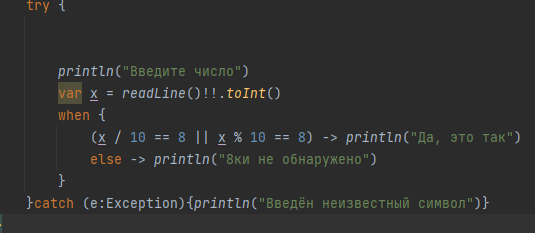 try {
println("Введите число")
var x = readLine()!!.toInt()
when {
(x / 10 == 8 || x % 10 == 8) -> println("Да, это так")
else -> println("8ки не обнаружено")
}
}catch (e:Exception){println("Введён неизвестный символ")}